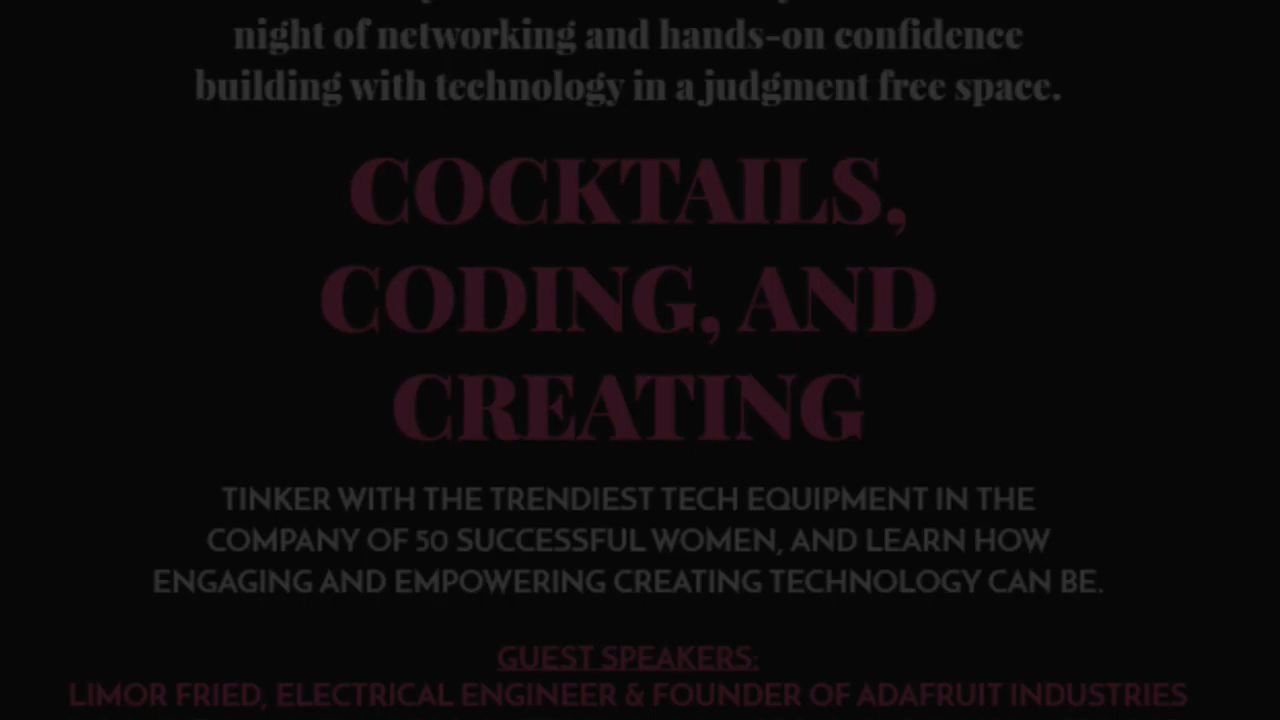 night of networking and hands-on confidence
building with technology in a judgment free space.
COCKTAILS,
CODING, AND
CREATING
TINKER WITH THE TRENDIEST TECH EQUIPMENT IN THE
COMPANY OF 50 SUCCESSFUL WOMEN, AND LEARN HOW
ENGAGING AND EMPOWERING CREATING TECHNOLOGY CAN BE.
GUEST SPEAKERS:
LIMOR FRIED, ELECTRICAL ENGINEER & FOUNDER OF ADAFRUIT INDUSTRIES